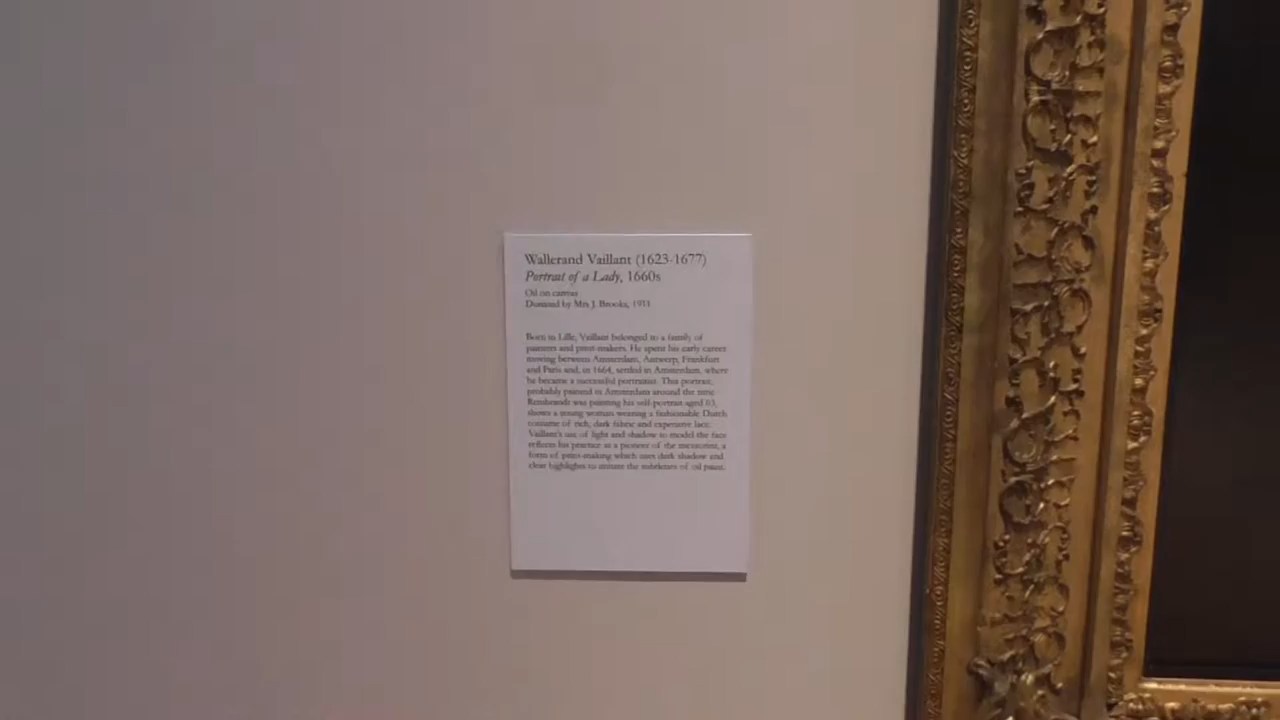 Wallerand Vaillant (1623-1677)
Portrait of a Lady, 1660s
Oil on canvas
Donated by Mrs J. Brooks,
Born in Lille, Vaillant belonged to a family of
painters and print-makers. He spent his early career
moving between Amsterdam, Antwerp, Frankfurt
and Paris and, in 1664, settled in Amsterdam, where
he became a successful portraitist. This portrait,
probably painted in Amsterdam around the time
Rembrandt was painting his self-portrait aged 63,
shows a young woman wearing a fashionable Dutch
costume of rich, dark fabric and expensive lace.
Vaillant's use of light and shadow to model the face
reflects his practice as a pioneer of the mezzotint, a
form of print-making which uses dark shadow and
clear highlights to imitate the subtleties of oil paint.